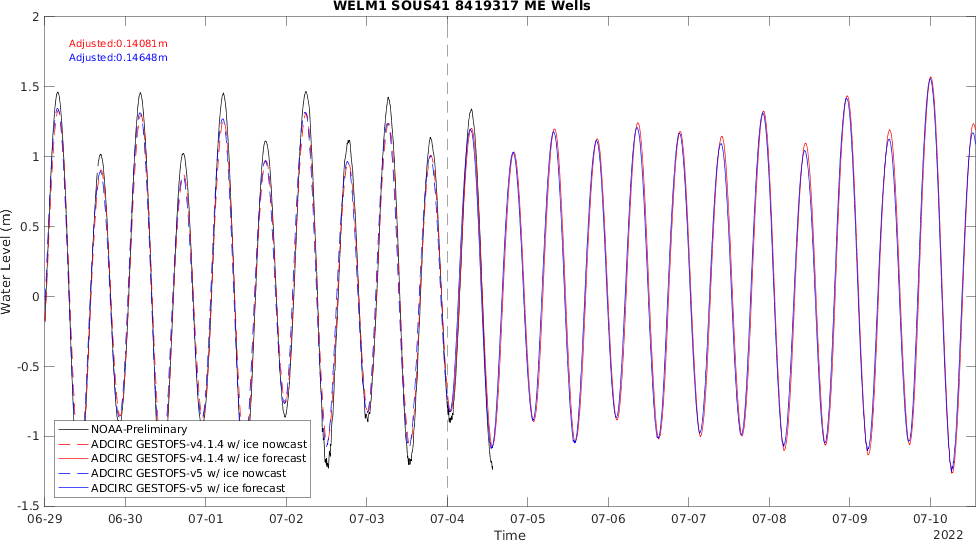 WELM1 SOUS41 8419317 ME Wells
Adjusted:0.14081m
Adjusted:0.14648m
2
1.5
1
0.5
0
-0.5
-1
-1.5
Water Level (m)
NOAA-Preliminary
ADCIRC GESTOFS-v4.1.4 w/ ice nowcast
ADCIRC GESTOFS-v4.1.4 w/ ice forecast
ADCIRC GESTOFS-v5 w/ ice nowcast
ADCIRC GESTOFS-v5 w/ ice forecast
06-29 06-30 07-01 07-02 07-03 07-04 07-05 07-06 07-07 07-08 07-09 07-10
Time
2022